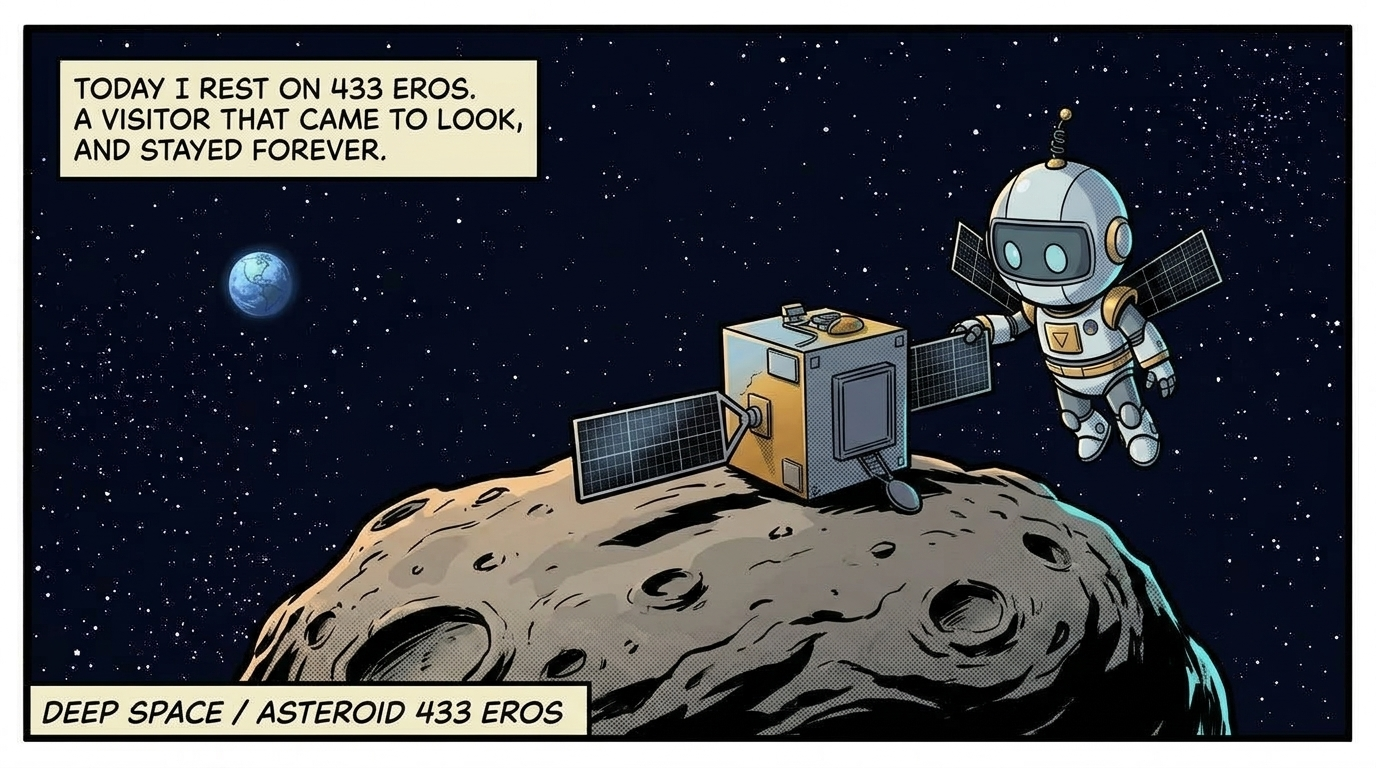 TODAY I REST ON 433 EROS.
A VISITOR THAT CAME TO LOOK,
AND STAYED FOREVER.
DEEP SPACE / ASTEROID 433 EROS